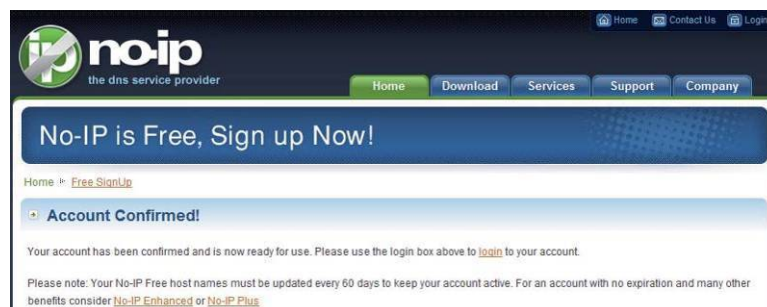 Home Contact Us Login
no-ip
the dns service provider
Home Download Services Support Company
No-IP is Free, Sign up Now!
Home Free SignUp
Account Confirmed!
Your account has been confirmed and is now ready for use. Please use the login box above to login to your account.
Please note: Your No-IP Free host names must be updated every 60 days to keep your account active. For an account with no expiration and many other
benefits consider No-IP Enhanced or No-IP Plus